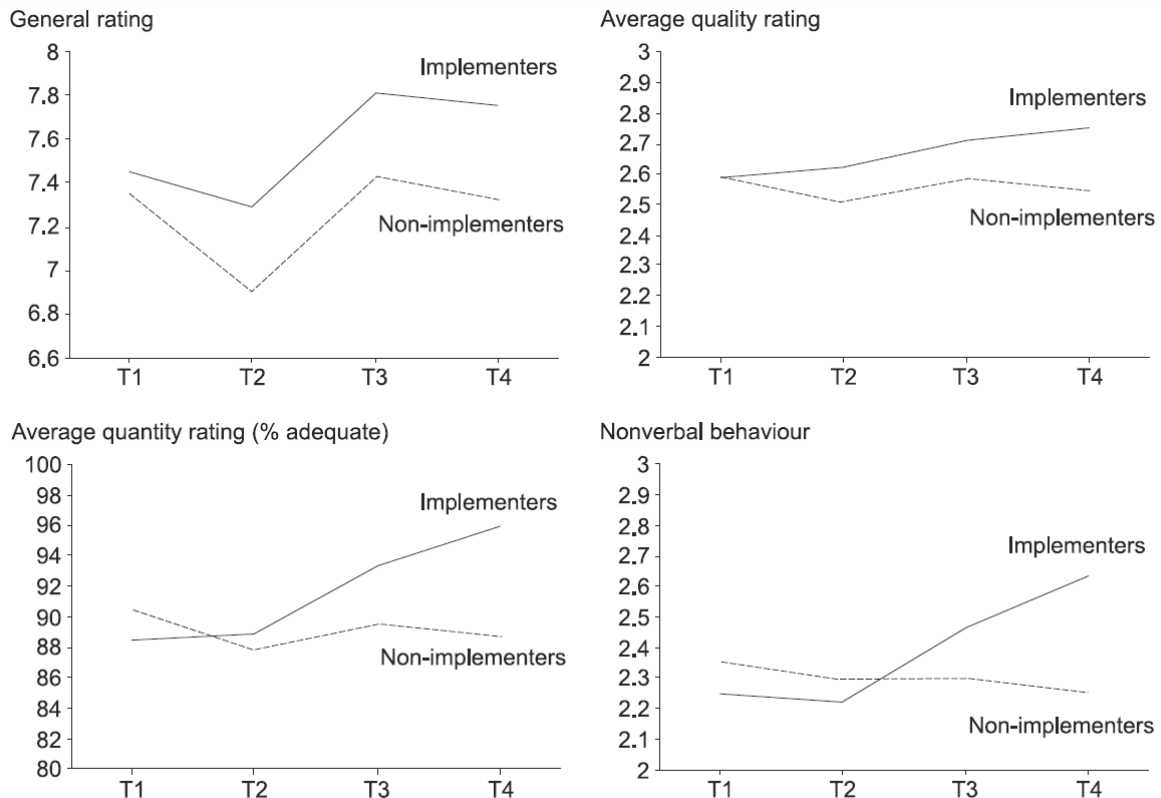 General rating
8
7.8
7.6
7.4
7.2
7
6.8
6.6
Implementers
Non-implementers
T1 T2 T3 T4
Average quality rating
3
2.9
2.8
2.7
2.6
2.5
2.4
2.3
2.2
2.1
2
Implementers
Non-implementers
T1 T2 T3 T4
Average quantity rating (% adequate)
100
98
96
94
92
90
88
86
84
82
80
Implementers
Non-implementers
T1 T2 T3 T4
Nonverbal behaviour
3
2.9
2.8
2.7
2.6
2.5
2.4
2.3
2.2
2.1
2
Implementers
Non-implementers
T1 T2 T3 T4